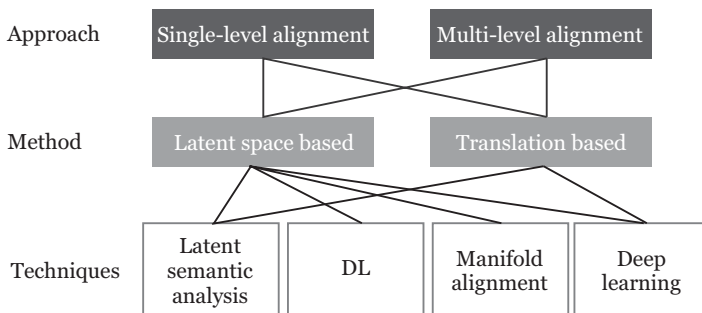 Approach
Single-level alignment
Multi-level alignment
Method
Latent space based
Translation based
Techniques
Latent
semantic
analysis
DL
Manifold
alignment
Deep
learning